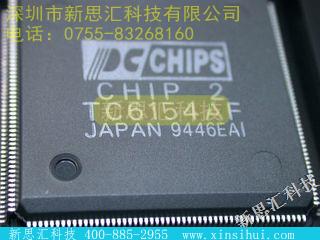 深圳市新思汇科技有限公司
电话：0755-83268160
DC CHIPS
CHIP 2
TC6154AF
JAPAN 9446EAI
新思汇科技
新思汇科技 400-885-2955 www.xinsihui.com